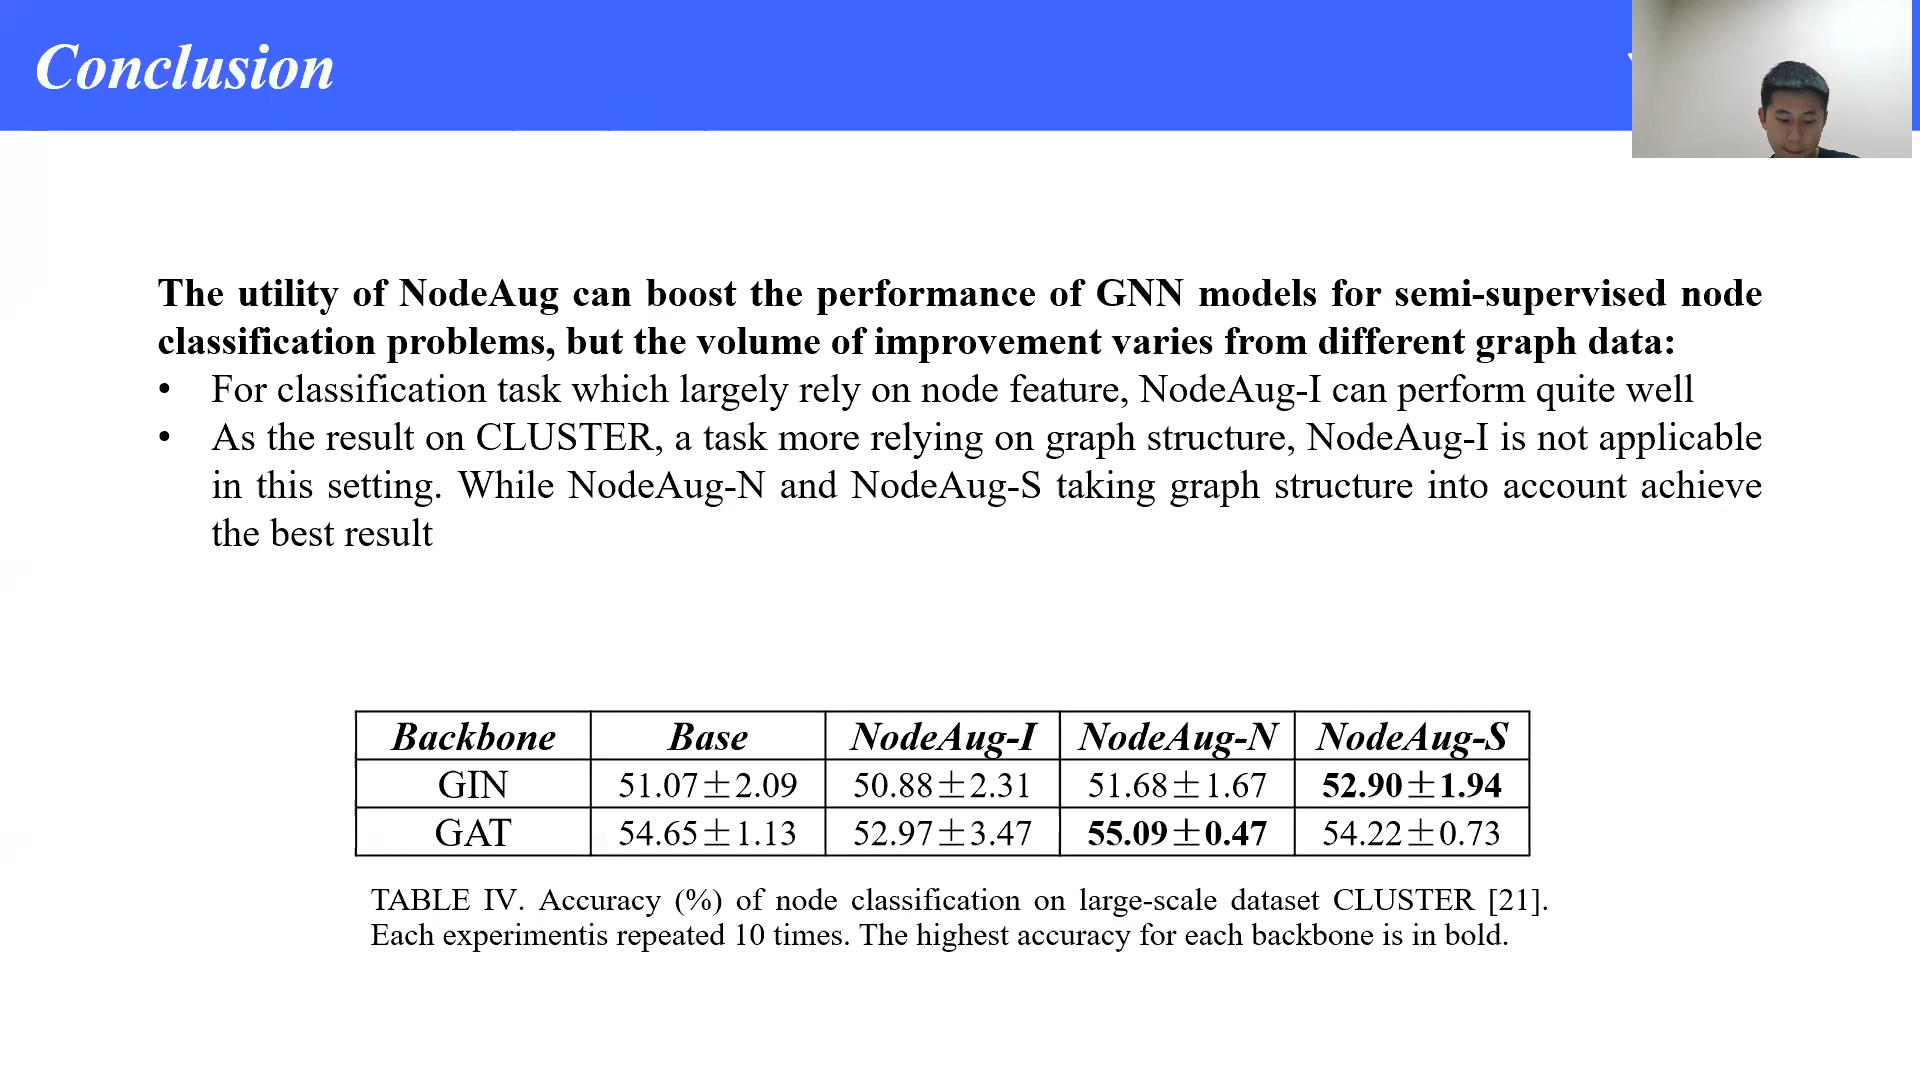 Conclusion
The utility of NodeAug can boost the performance of GNN models for semi-supervised node
classification problems, but the volume of improvement varies from different graph data:
• For classification task which largely rely on node feature, NodeAug-I can perform quite well
• As the result on CLUSTER, a task more relying on graph structure, NodeAug-I is not applicable
in this setting. While NodeAug-N and NodeAug-S taking graph structure into account achieve
the best result
Backbone Base NodeAug-I NodeAug-N NodeAug-S
GIN 51.07±2.09 50.88±2.31 51.68±1.67 52.90±1.94
GAT 54.65±1.13 52.97±3.47 55.09±0.47 54.22±0.73
TABLE IV. Accuracy (%) of node classification on large-scale dataset CLUSTER [21].
Each experimentis repeated 10 times. The highest accuracy for each backbone is in bold.